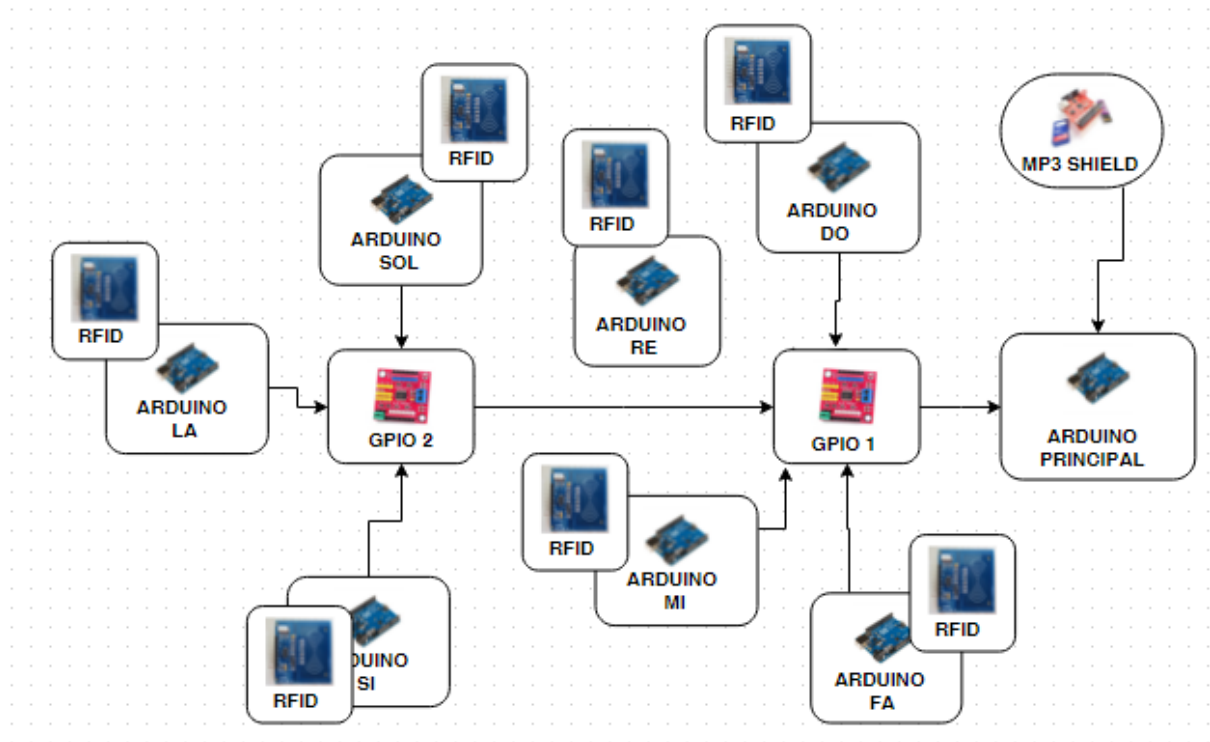 RFID
ARDUINO
DO
RFID
ARDUINO
SOL
MP3 SHIELD
RFID
ARDUINO
RE
RFID
ARDUINO
LA
GPIO 2
GPIO 1
ARDUINO
PRINCIPAL
RFID
ARDUINO
MI
RFID
ARDUINO
FA
RFID
DUINO
SI